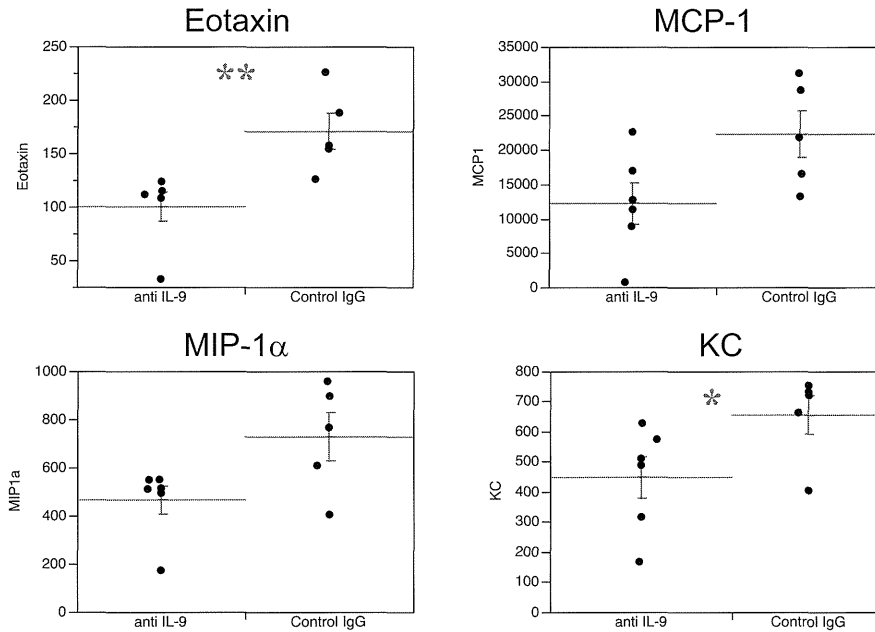 Eotaxin
250
200
150
100
50
Eotaxin
**
anti IL-9
Control IgG
MCP-1
35000
30000
25000
20000
15000
10000
5000
0
MCP1
anti IL-9
Control IgG
MIP-1α
1000
800
600
400
200
0
MIP1a
anti IL-9
Control IgG
KC
800
700
600
500
400
300
200
100
0
KC
*
anti IL-9
Control IgG